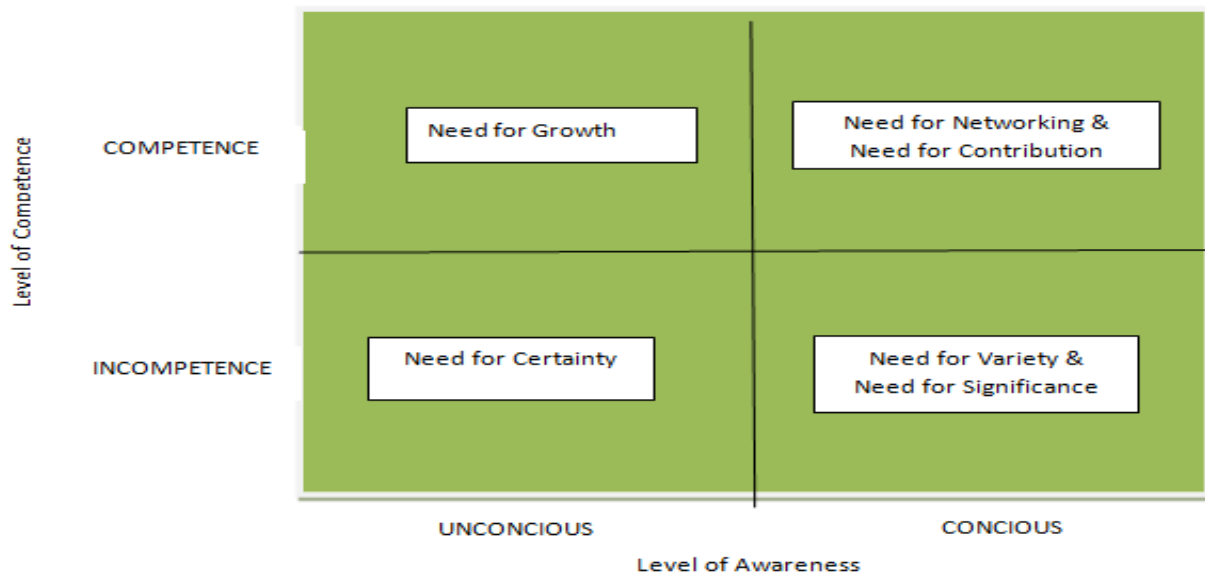 Level of Competence
COMPETENCE
Need for Growth
Need for Networking &
Need for Contribution
INCOMPETENCE
Need for Certainty
Need for Variety &
Need for Significance
UNCONCIOUS
CONCIOUS
Level of Awareness